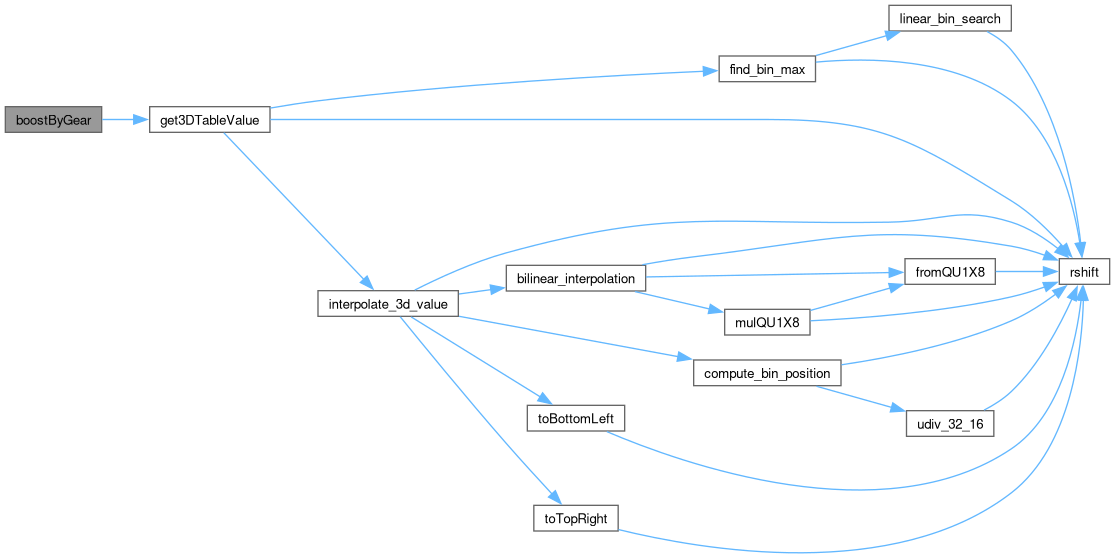 linear_bin_search
find_bin_max
boostByGear
get3DTableValue
bilinear_interpolation
fromQU1X8
rshift
interpolate_3d_value
mulQU1X8
compute_bin_position
toBottomLeft
udiv_32_16
toTopRight